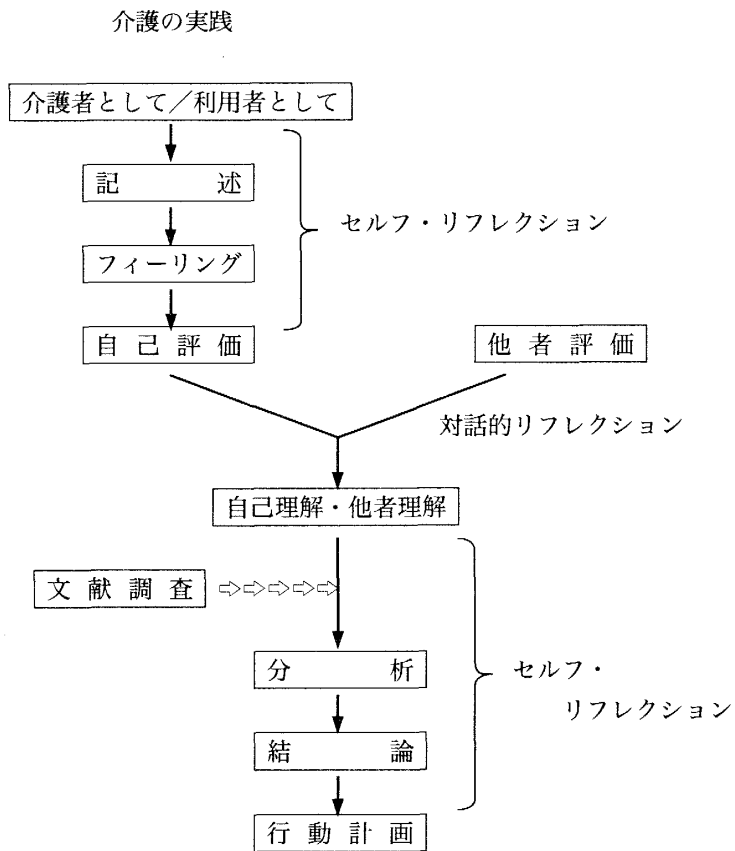 介護の実践
介護者として／利用者として
記述
セルフ・リフレクション
フィーリング
自己評価
他者評価
対話的リフレクション
自己理解・他者理解
文献調査
分析
セルフ・
リフレクション
結論
行動計画